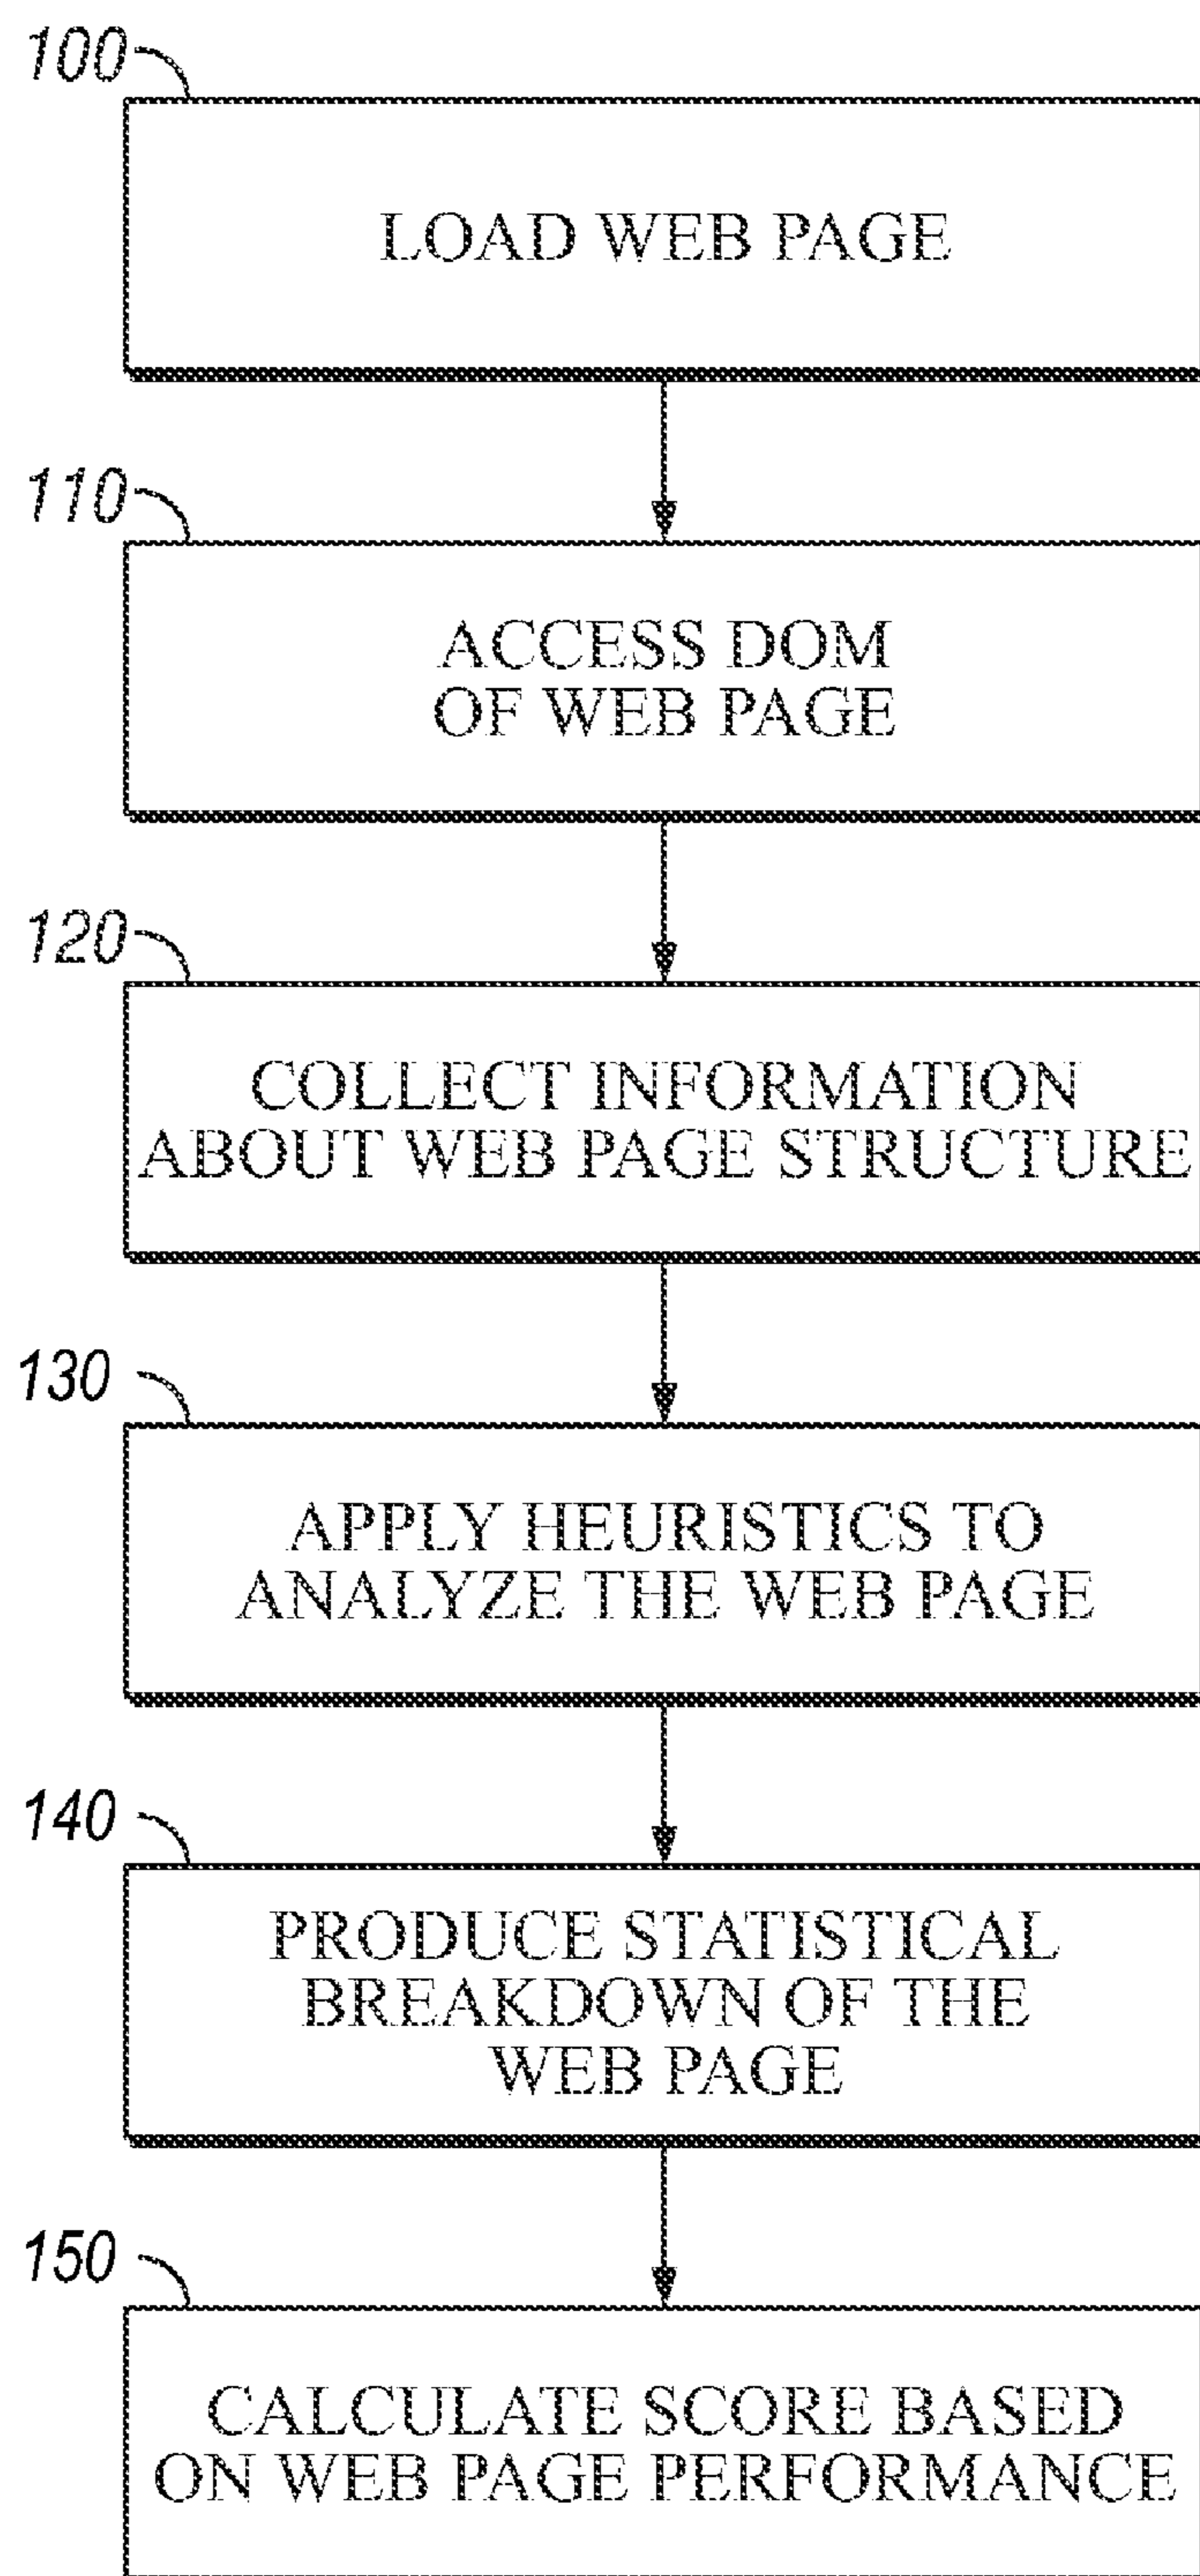 100
LOAD WEB PAGE
110
ACCESS DOM
OF WEB PAGE
120
COLLECT INFORMATION
ABOUT WEB PAGE STRUCTURE
130
APPLY HEURISTICS TO
ANALYZE THE WEB PAGE
140
PRODUCE STATISTICAL
BREAKDOWN OF THE
WEB PAGE
150
CALCULATE SCORE BASED
ON WEB PAGE PERFORMANCE